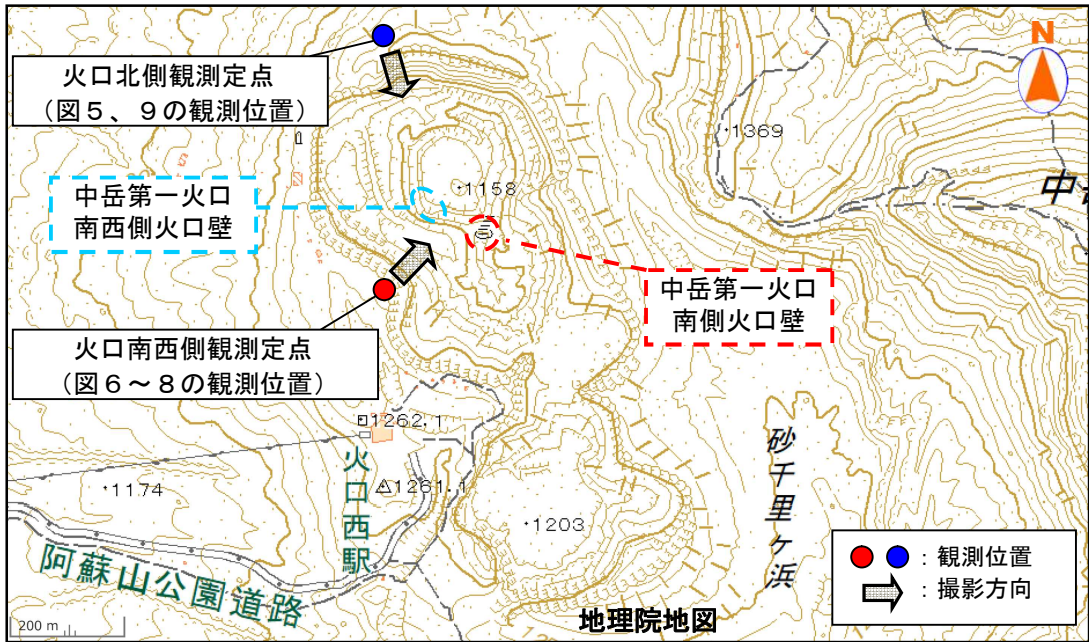 火口北側観測定点
（図５、９の観測位置）
N
1369
中岳第一火口
南西側火口壁
1158
中
中岳第一火口
南側火口壁
火口南西側観測定点
（図６～８の観測位置）
1262.1
火口西駅
1174
1261.1
1203
砂千里ヶ浜
阿蘇山公園道路
：観測位置
：撮影方向
200 m
地理院地図